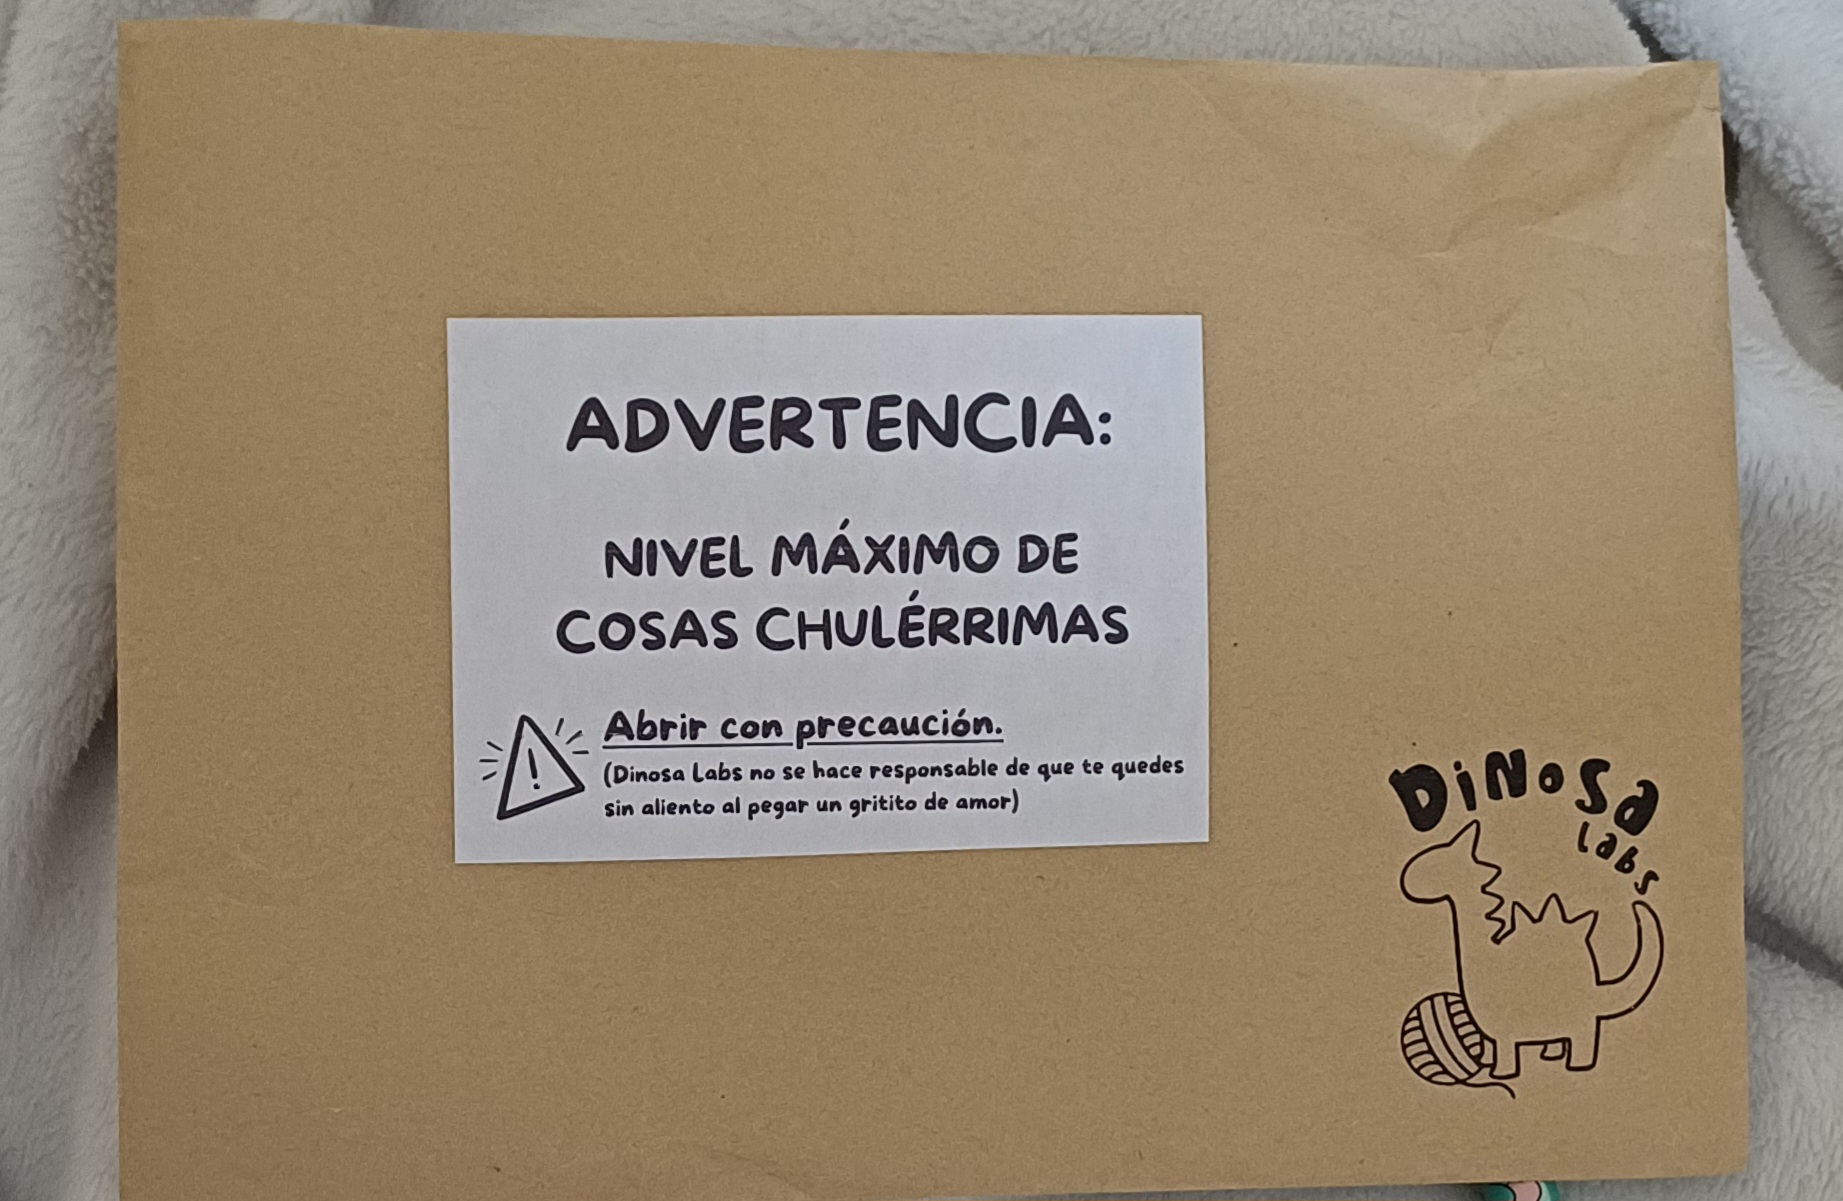 ADVERTENCIA:
NIVEL MÁXIMO DE
COSAS CHULÉRRIMAS
Abrir con precaución.
(Dinosa Labs no se hace responsable de que te quedes
sin aliento al pegar un gritito de amor)
DiNoSa
Labs